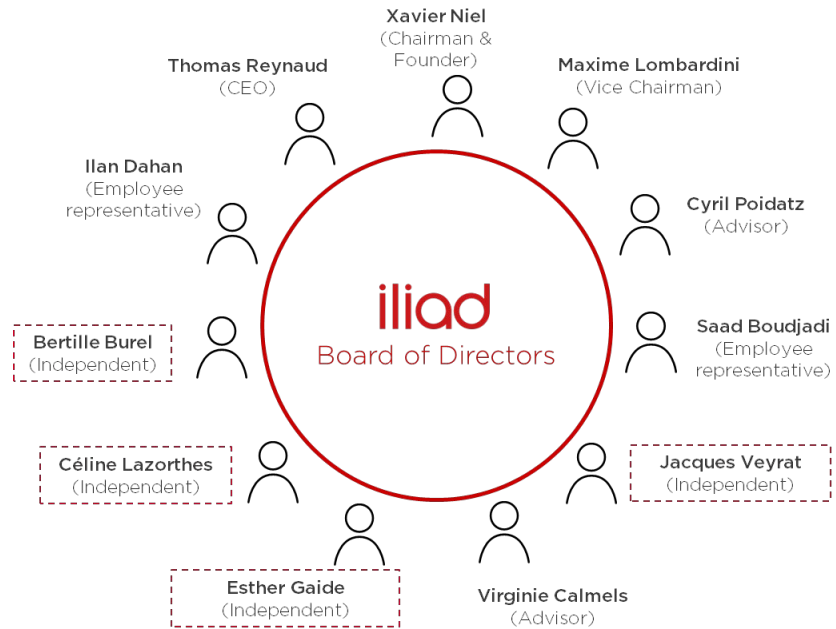 Xavier Niel
(Chairman &
Founder)
Thomas Reynaud
(CEO)
Maxime Lombardini
(Vice Chairman)
Ilan Dahan
(Employee
representative)
Cyril Poidatz
(Advisor)
iliad
Board of Directors
Bertille Burel
(Independent)
Saad Boudjadi
(Employee
representative)
Céline Lazorthes
(Independent)
Jacques Veyrat
(Independent)
Esther Gaide
(Independent)
Virginie Calmels
(Advisor)